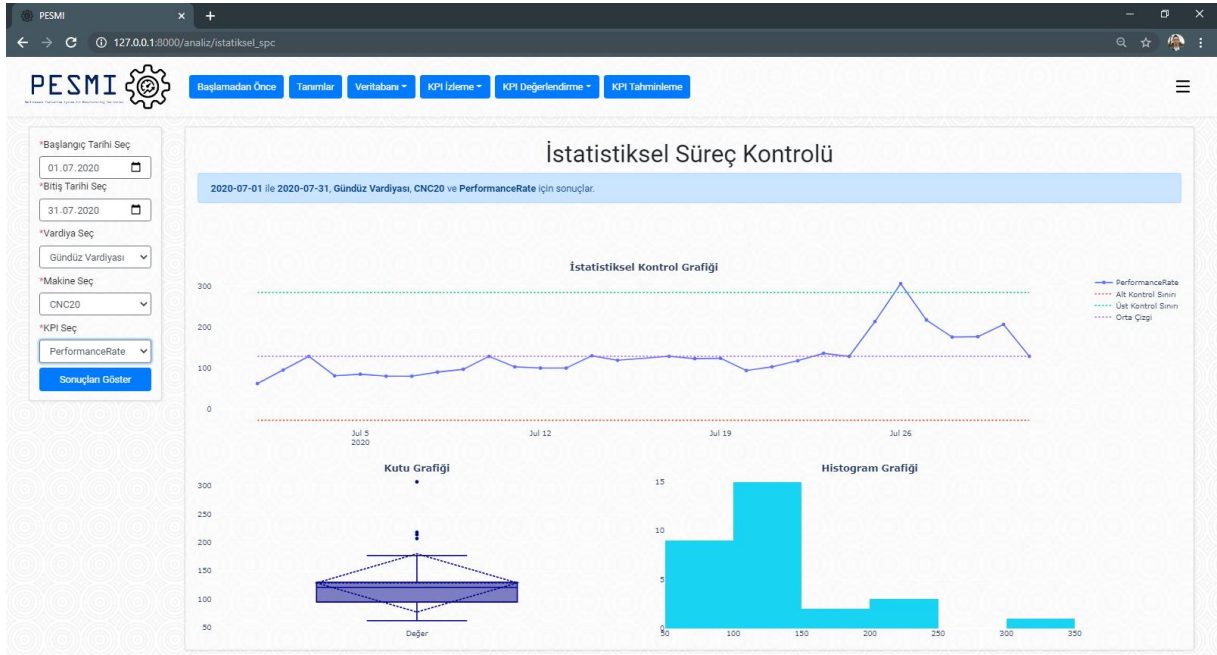 PESMI
127.0.0.1:8000/analiz/istatiksel_spc
PESMI
Başlamadan Önce
Tanımlar
Veritabanı
KPI İzleme
KPI Değerlendirme
KPI Tahminleme
*Başlangıç Tarihi Seç
01.07.2020
*Bitiş Tarihi Seç
31.07.2020
*Vardiya Seç
Gündüz Vardiyası
*Makine Seç
CNC20
*KPI Seç
PerformanceRate
Sonuçları Göster
İstatistiksel Süreç Kontrolü
2020-07-01 ile 2020-07-31, Gündüz Vardiyası, CNC20 ve PerformanceRate için sonuçlar.
İstatistiksel Kontrol Grafiği
300
200
100
0
Jul 5
2020
Jul 12
Jul 19
Jul 26
PerformanceRate
Alt Kontrol Sınırı
Üst Kontrol Sınırı
Orta Çizgi
Kutu Grafiği
300
250
200
150
100
50
Değer
Histogram Grafiği
15
10
5
0
50
100
150
200
250
300
350